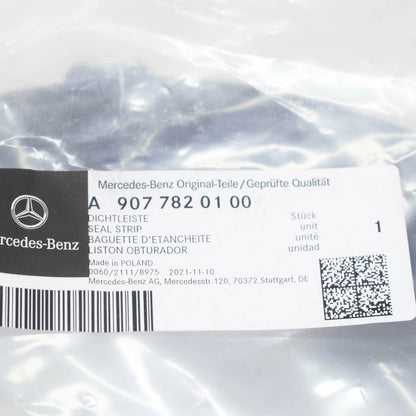 Mercedes-Benz Original-Teile/Geprüfte Qualität
A 907 782 01 00
DICHTLEISTE
SEAL STRIP
BAGUETTE D'ETANCHEITE
LISTON OBTURADOR
Stück
unit
unité
unidad
1
rcedes-Benz
Made in POLAND
0060/2111/8975 2021-11-10
Mercedes-Benz AG, Mercedesstr.120, 70372 Stuttgart, DE